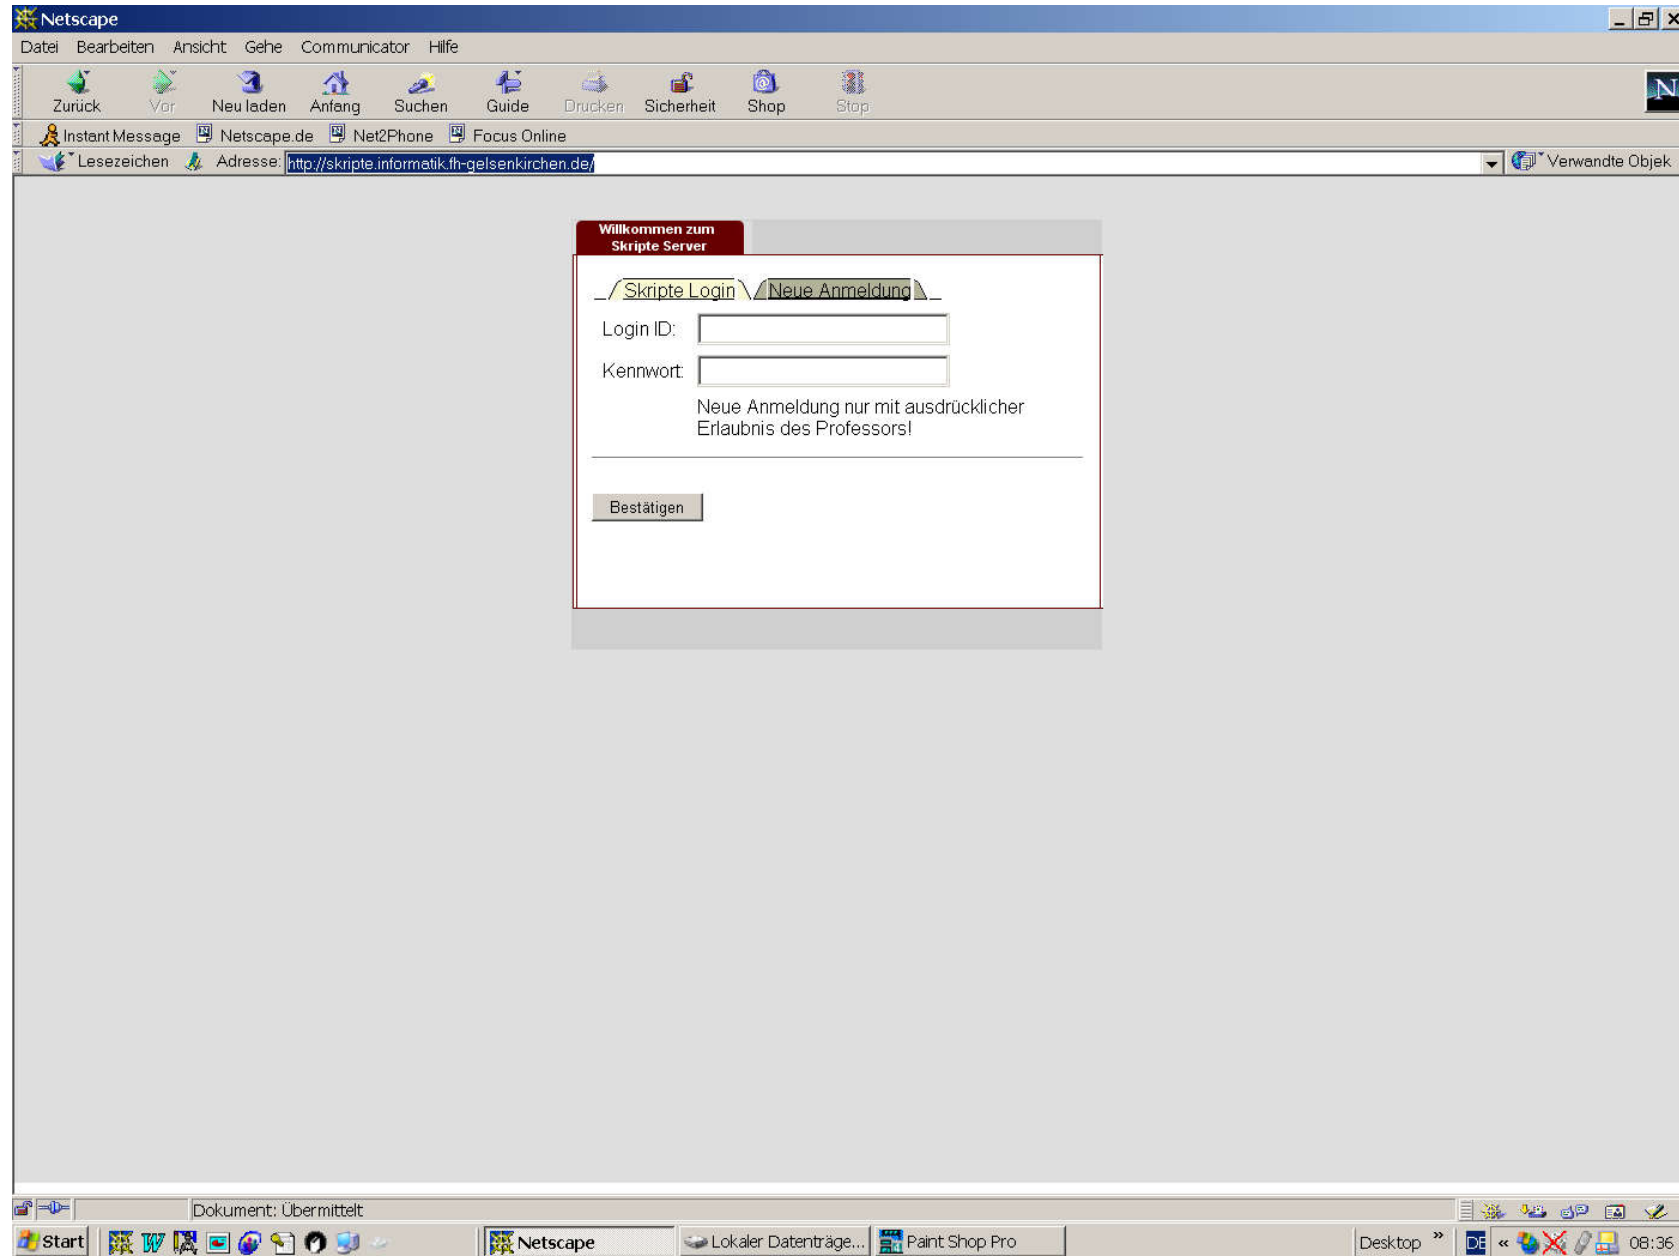 Netscape
Datei Bearbeiten Ansicht Gehe Communicator Hilfe
Zurück Vor Neu laden Anfang Suchen Guide Drucken Sicherheit Shop Stop
N
Instant Message Netscape.de Net2Phone Focus Online
Lesezeichen Adresse: http://skripte.informatik.fh-gelsenkirchen.de/ Verwandte Objek
Willkommen zum
Skripte Server
Skripte Login Neue Anmeldung
Login ID:
Kennwort:
Neue Anmeldung nur mit ausdrücklicher
Erlaubnis des Professors!
Bestätigen
Dokument: Übermittelt
Start Netscape Lokaler Datenträge... Paint Shop Pro Desktop » DE « 08:36